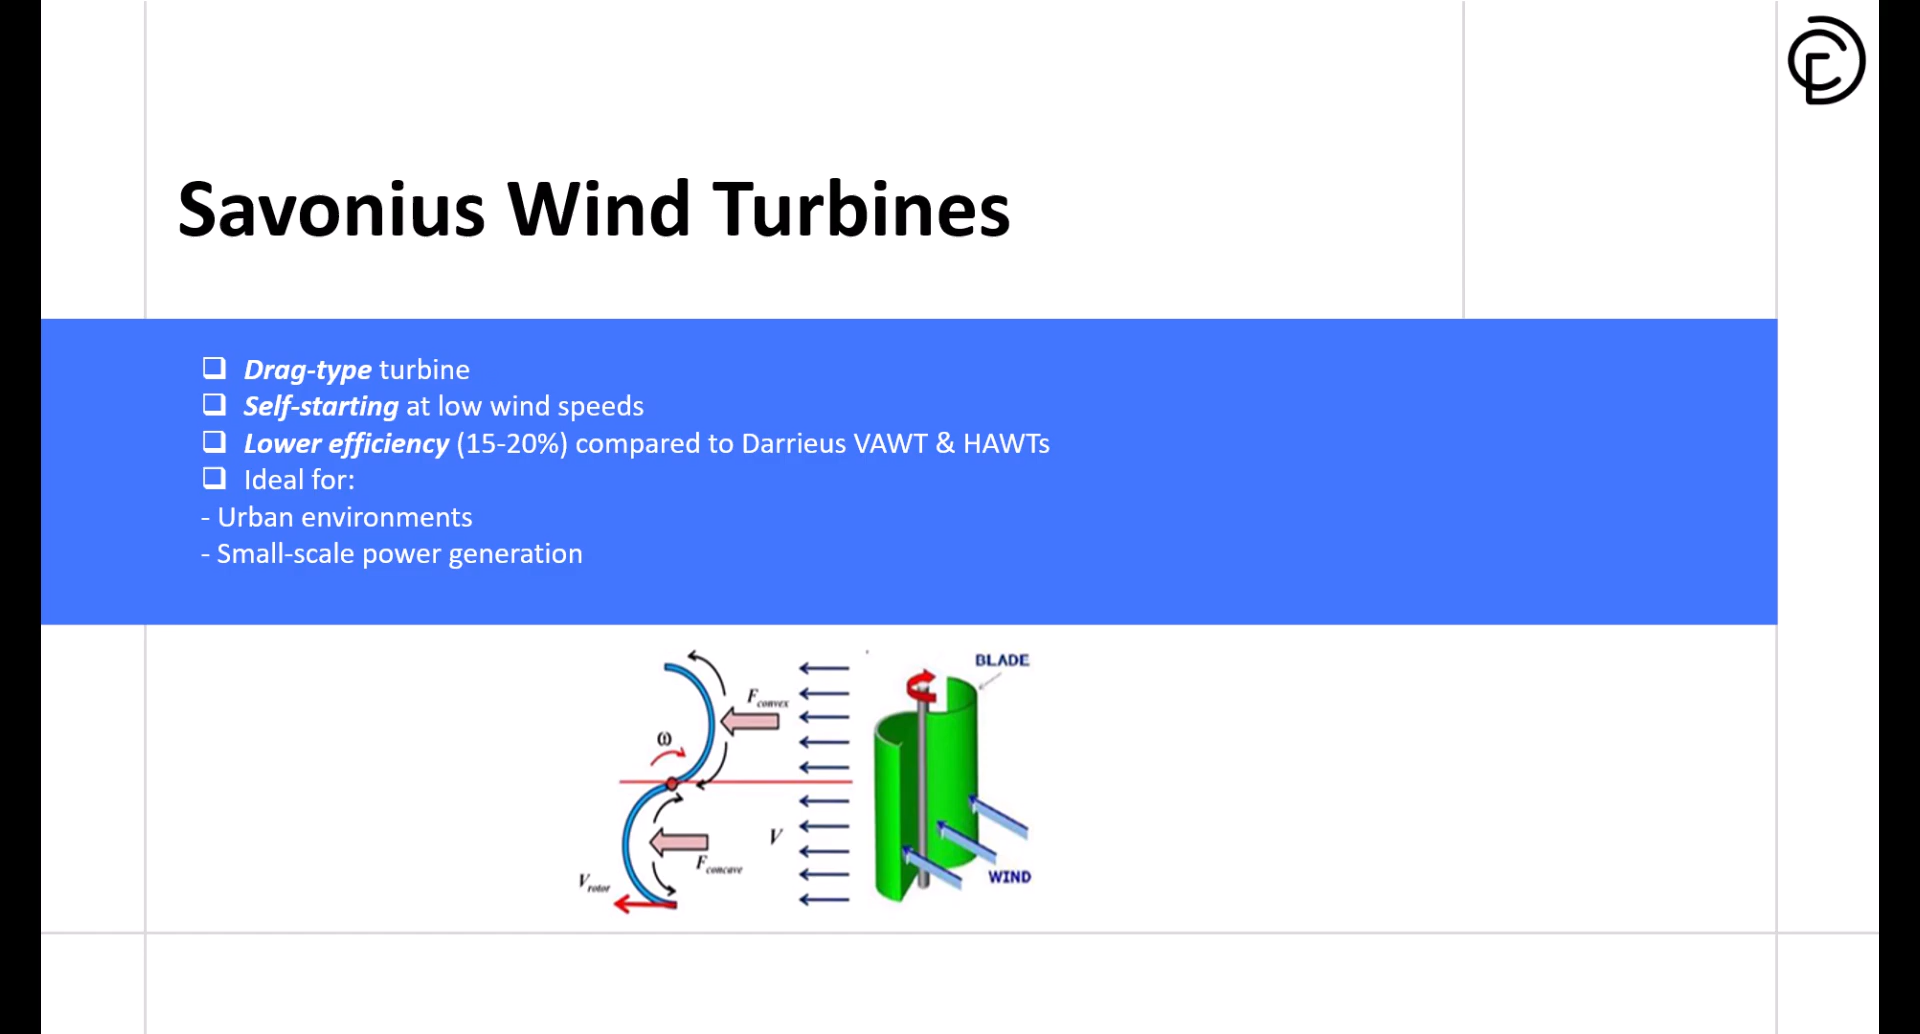 Savonius Wind Turbines
Drag-type turbine
Self-starting at low wind speeds
Lower efficiency (15-20%) compared to Darrieus VAWT & HAWTs
Ideal for:
- Urban environments
- Small-scale power generation
BLADE
F convex
ω
V
F concave
V rotor
WIND